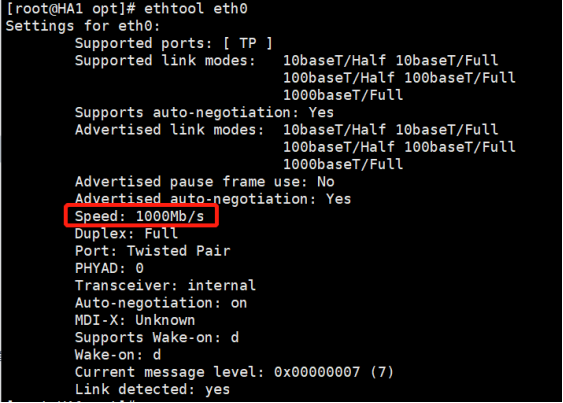 [root@HA1 opt]# ethtool eth0
Settings for eth0:
Supported ports: [ TP ]
Supported link modes: 10baseT/Half 10baseT/Full
100baseT/Half 100baseT/Full
1000baseT/Full
Supports auto-negotiation: Yes
Advertised link modes: 10baseT/Half 10baseT/Full
100baseT/Half 100baseT/Full
1000baseT/Full
Advertised pause frame use: No
Advertised auto-negotiation: Yes
Speed: 1000Mb/s
Duplex: Full
Port: Twisted Pair
PHYAD: 0
Transceiver: internal
Auto-negotiation: on
MDI-X: Unknown
Supports Wake-on: d
Wake-on: d
Current message level: 0x00000007 (7)
Link detected: yes